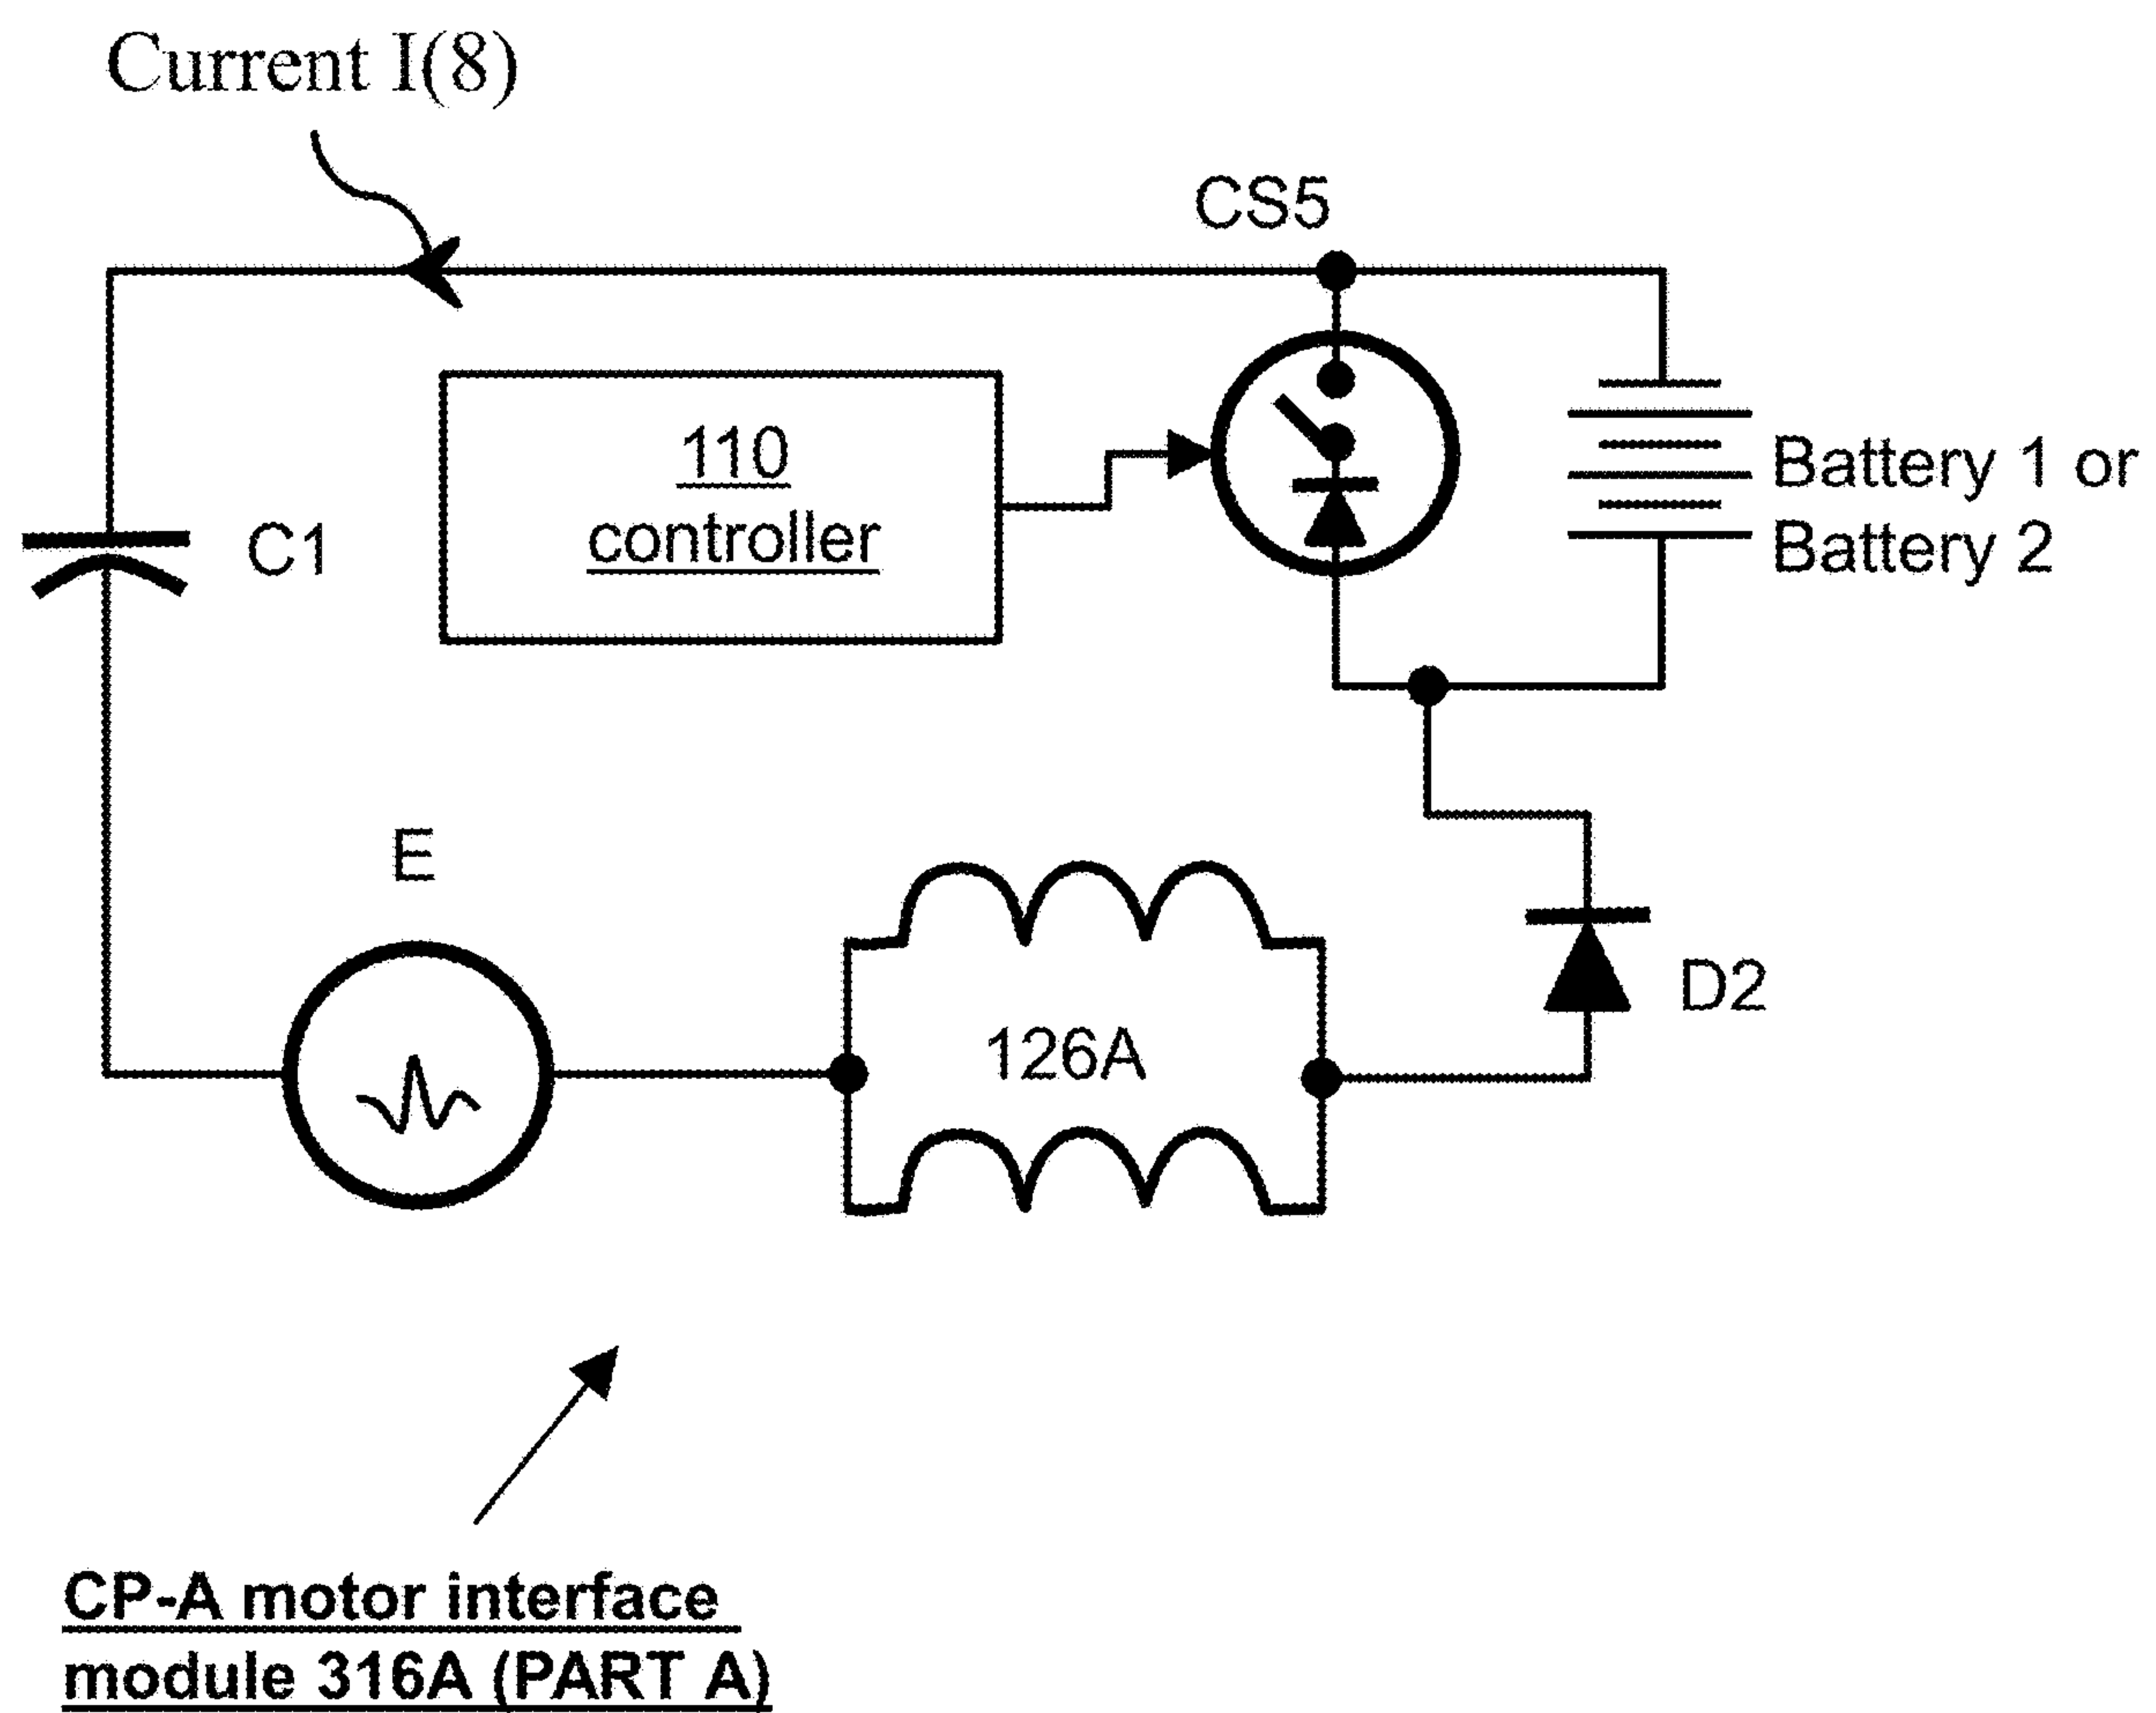 Current I(8)
CS5
110
controller
C1
Battery 1 or
Battery 2
E
126A
D2
CP-A motor interface
module 316A (PART A)